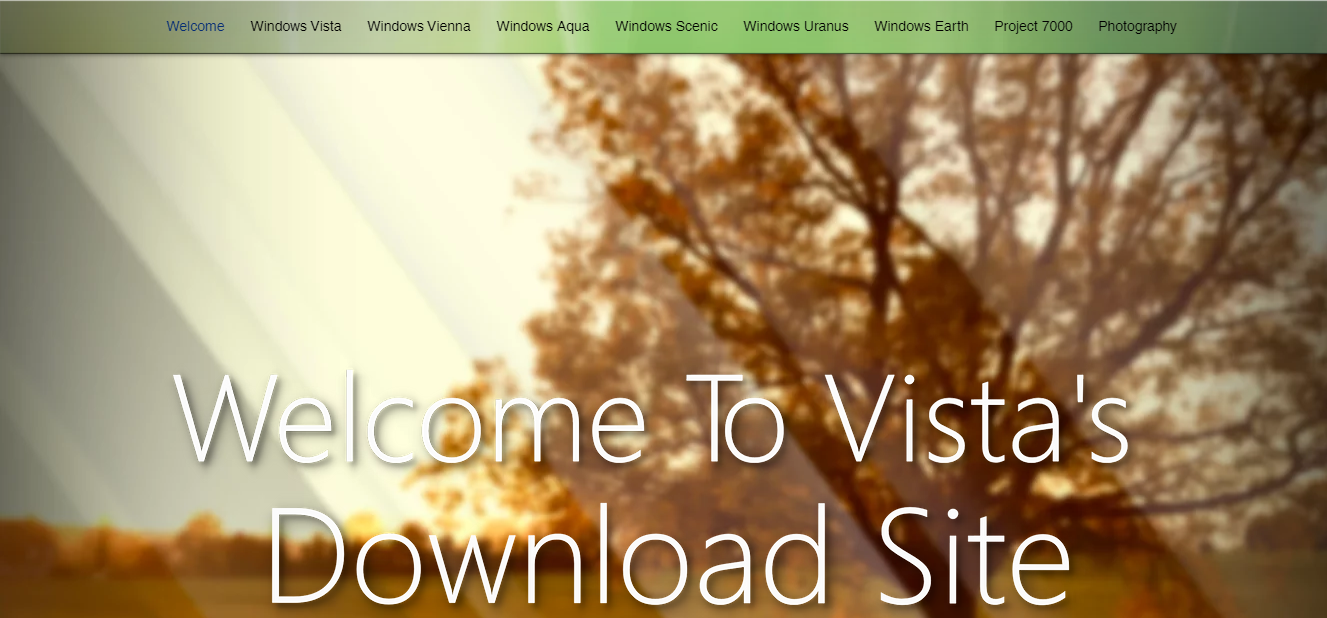 Welcome Windows Vista Windows Vienna Windows Aqua Windows Scenic Windows Uranus Windows Earth Project 7000 Photography
Welcome To Vista's
Download Site